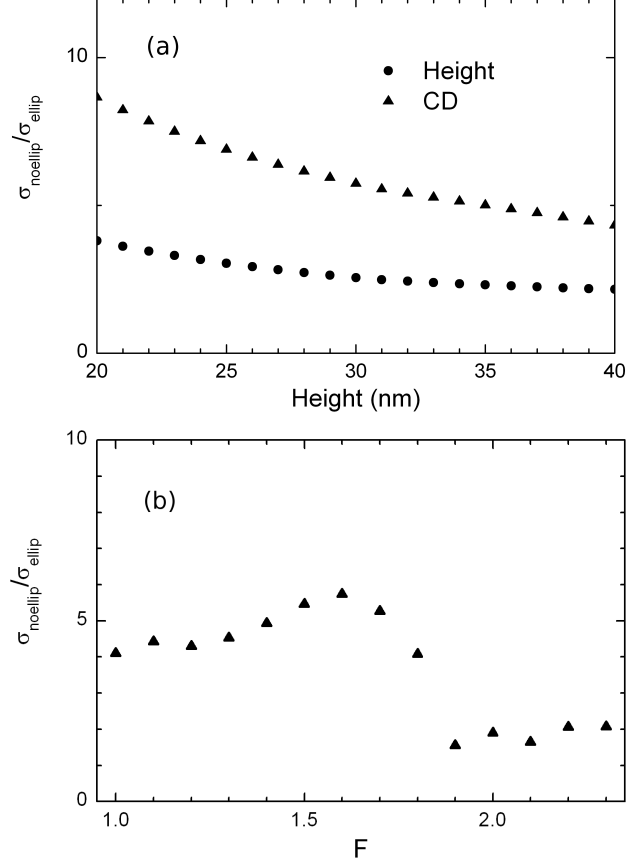 (a)
10
Height
CD
σnoellip/σellip
0
20 25 30 35 40
Height (nm)
10
(b)
σnoellip/σellip
5
0
1.0 1.5 2.0
F